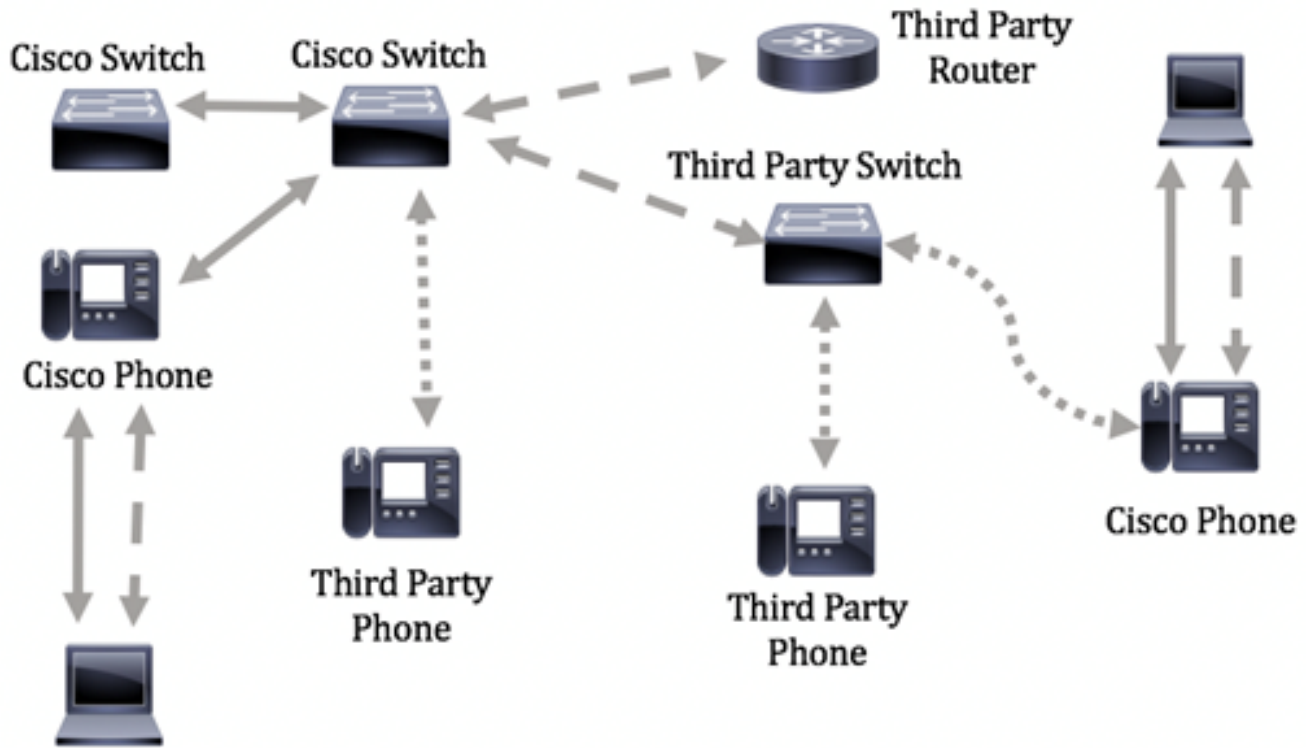 Cisco Switch
Cisco Switch
Third Party
Router
Third Party Switch
Cisco Phone
Third Party
Phone
Third Party
Phone
Cisco Phone